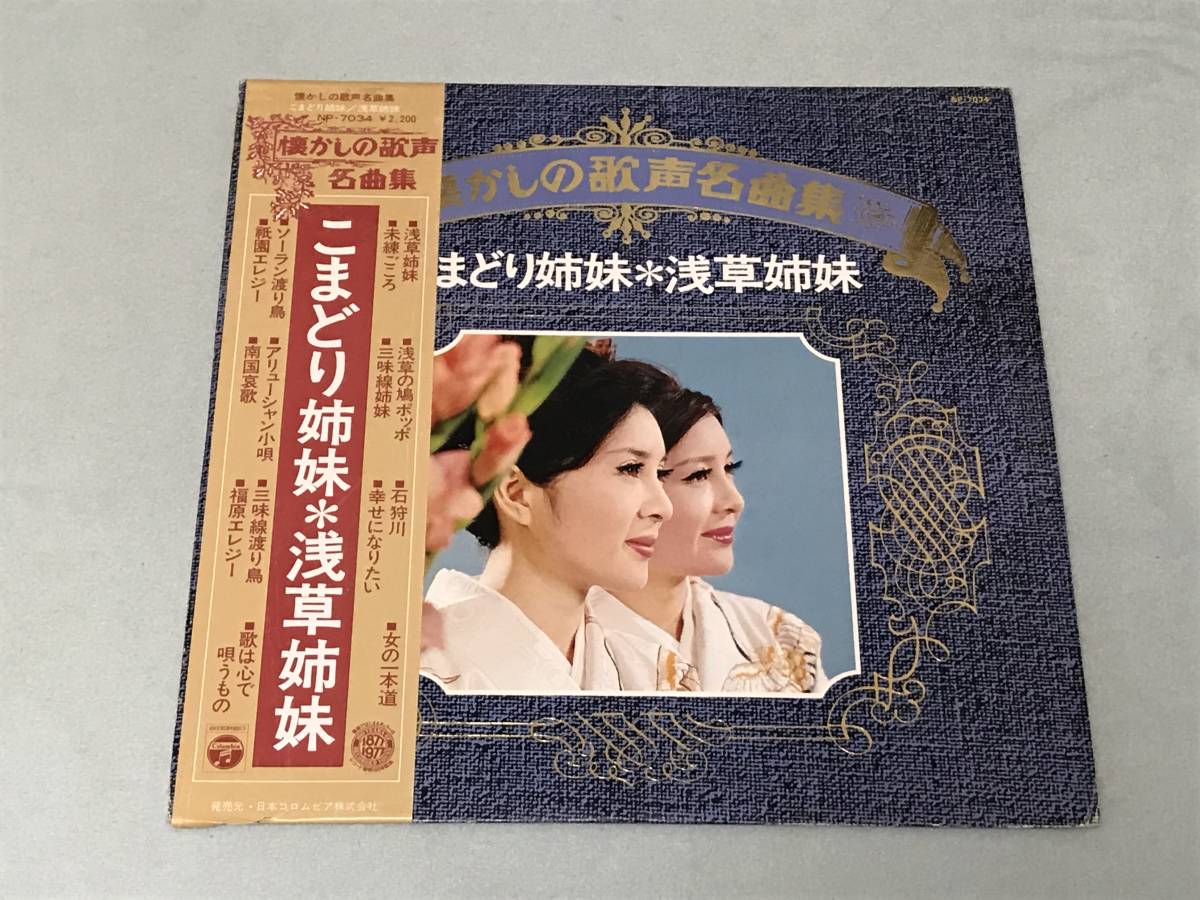 懐かしの歌声名曲集
こまどり姉妹/浅草姉妹
NP-7034 ¥2,200
懐かしの歌声
名曲集
こまどり姉妹*浅草姉妹
■浅草姉妹
■未練ごころ
■浅草の鳩ポッポ
■三味線姉妹
■石狩川
■幸せになりたい
■女の一本道
■ソーラン渡り鳥
■祇園エレジー
■アリューシャン小唄
■南国哀歌
■三味線渡り鳥
■福原エレジー
■歌は心で
唄うもの
Columbia
1877
1977
発売元・日本コロムビア株式会社
NP-7034
かしの歌声名曲集
まどり姉妹*浅草姉妹